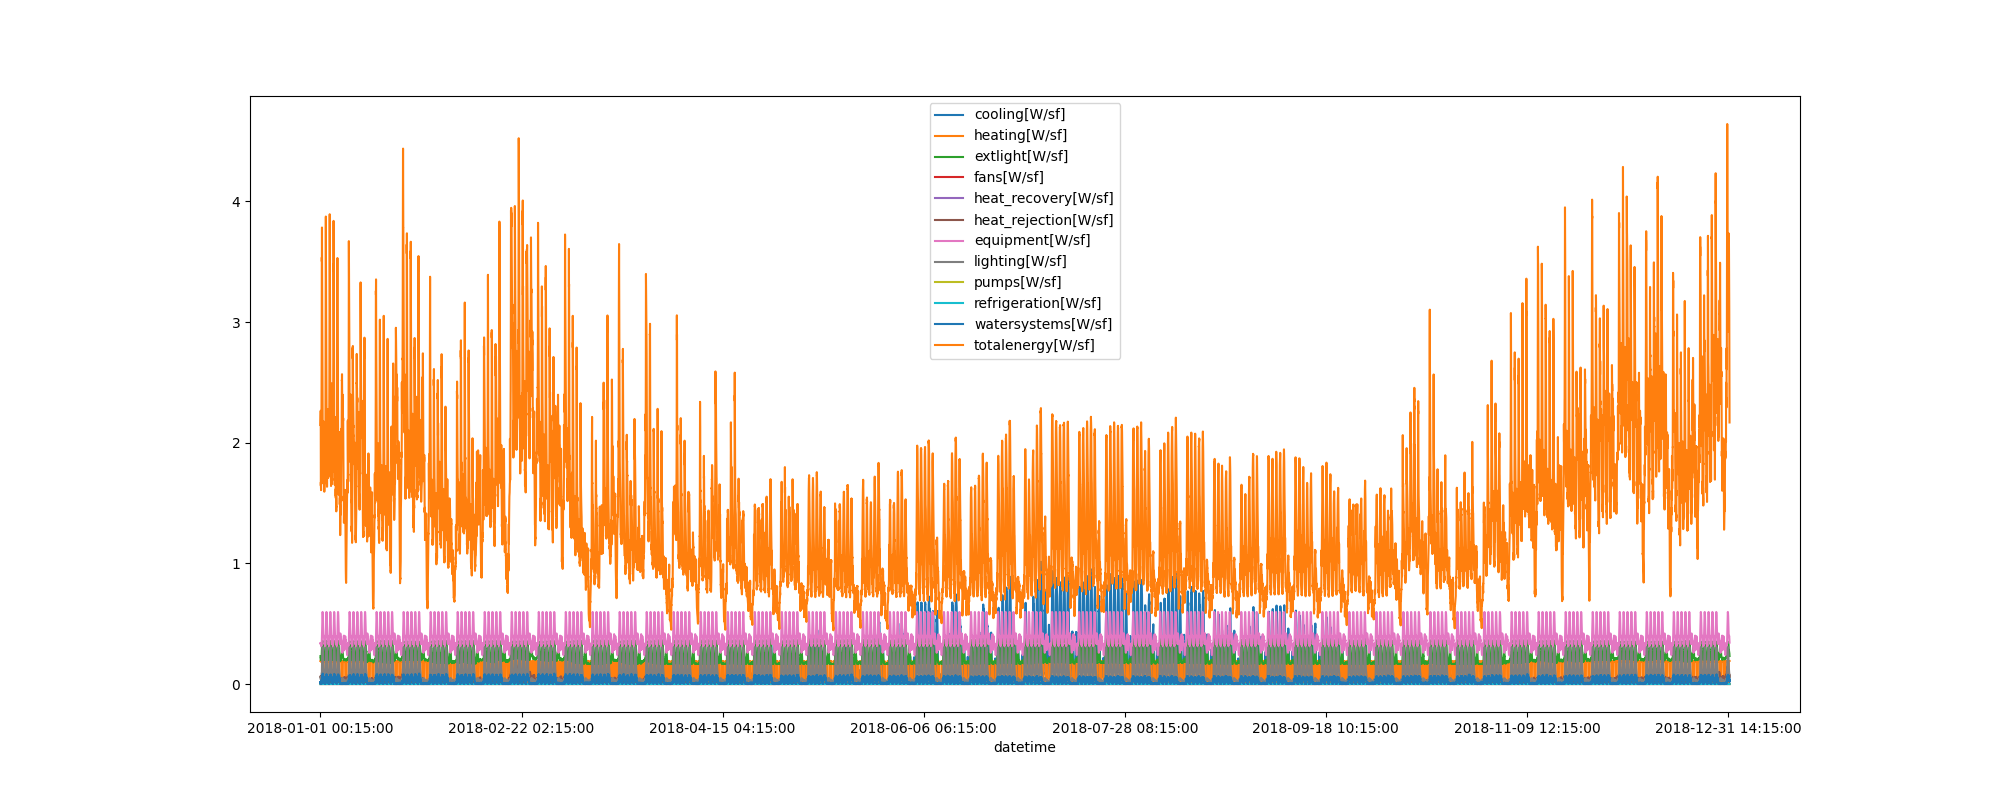 cooling[W/sf]
heating[W/sf]
extlight[W/sf]
fans[W/sf]
heat_recovery[W/sf]
heat_rejection[W/sf]
equipment[W/sf]
lighting[W/sf]
pumps[W/sf]
refrigeration[W/sf]
watersystems[W/sf]
totalenergy[W/sf]
4
3
2
1
0
2018-01-01 00:15:00 2018-02-22 02:15:00 2018-04-15 04:15:00 2018-06-06 06:15:00 2018-07-28 08:15:00 2018-09-18 10:15:00 2018-11-09 12:15:00 2018-12-31 14:15:00
datetime